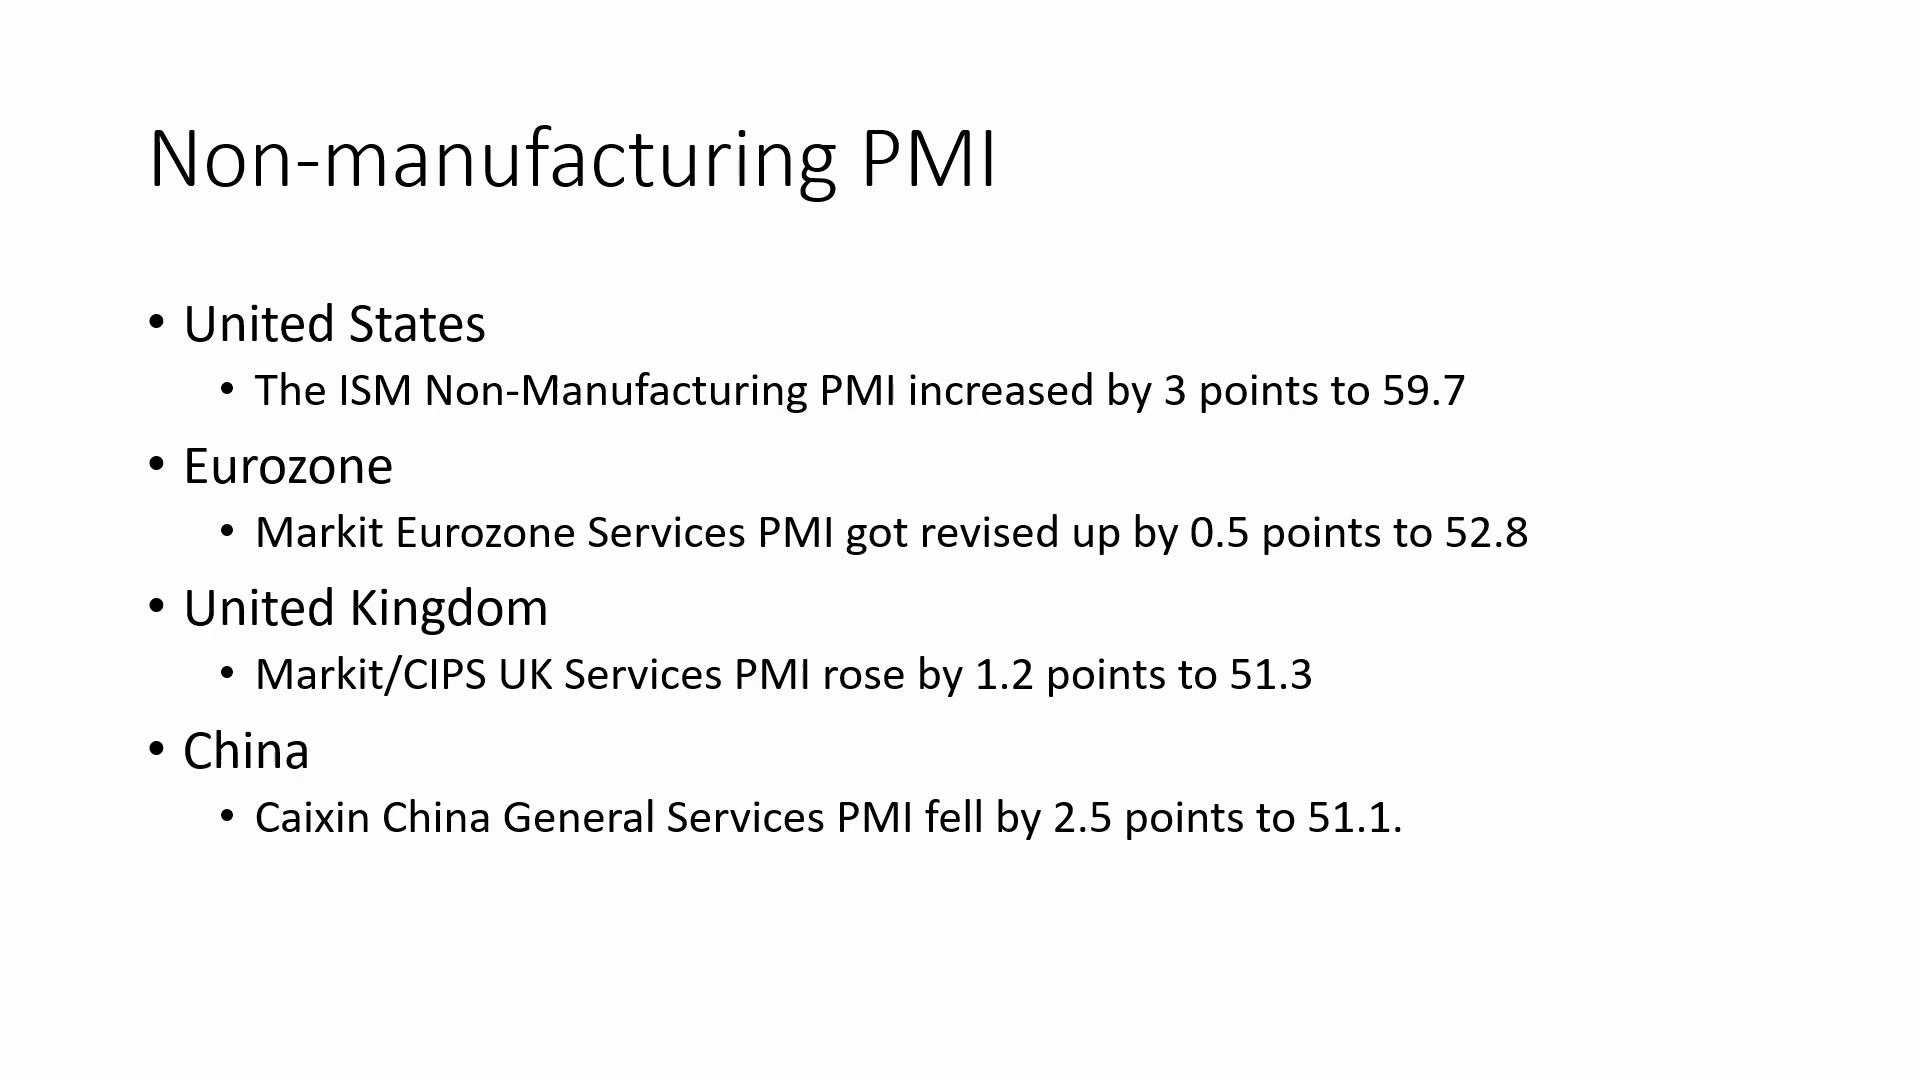 Non-manufacturing PMI
• United States
• The ISM Non-Manufacturing PMI increased by 3 points to 59.7
• Eurozone
• Markit Eurozone Services PMI got revised up by 0.5 points to 52.8
• United Kingdom
• Markit/CIPS UK Services PMI rose by 1.2 points to 51.3
• China
• Caixin China General Services PMI fell by 2.5 points to 51.1.